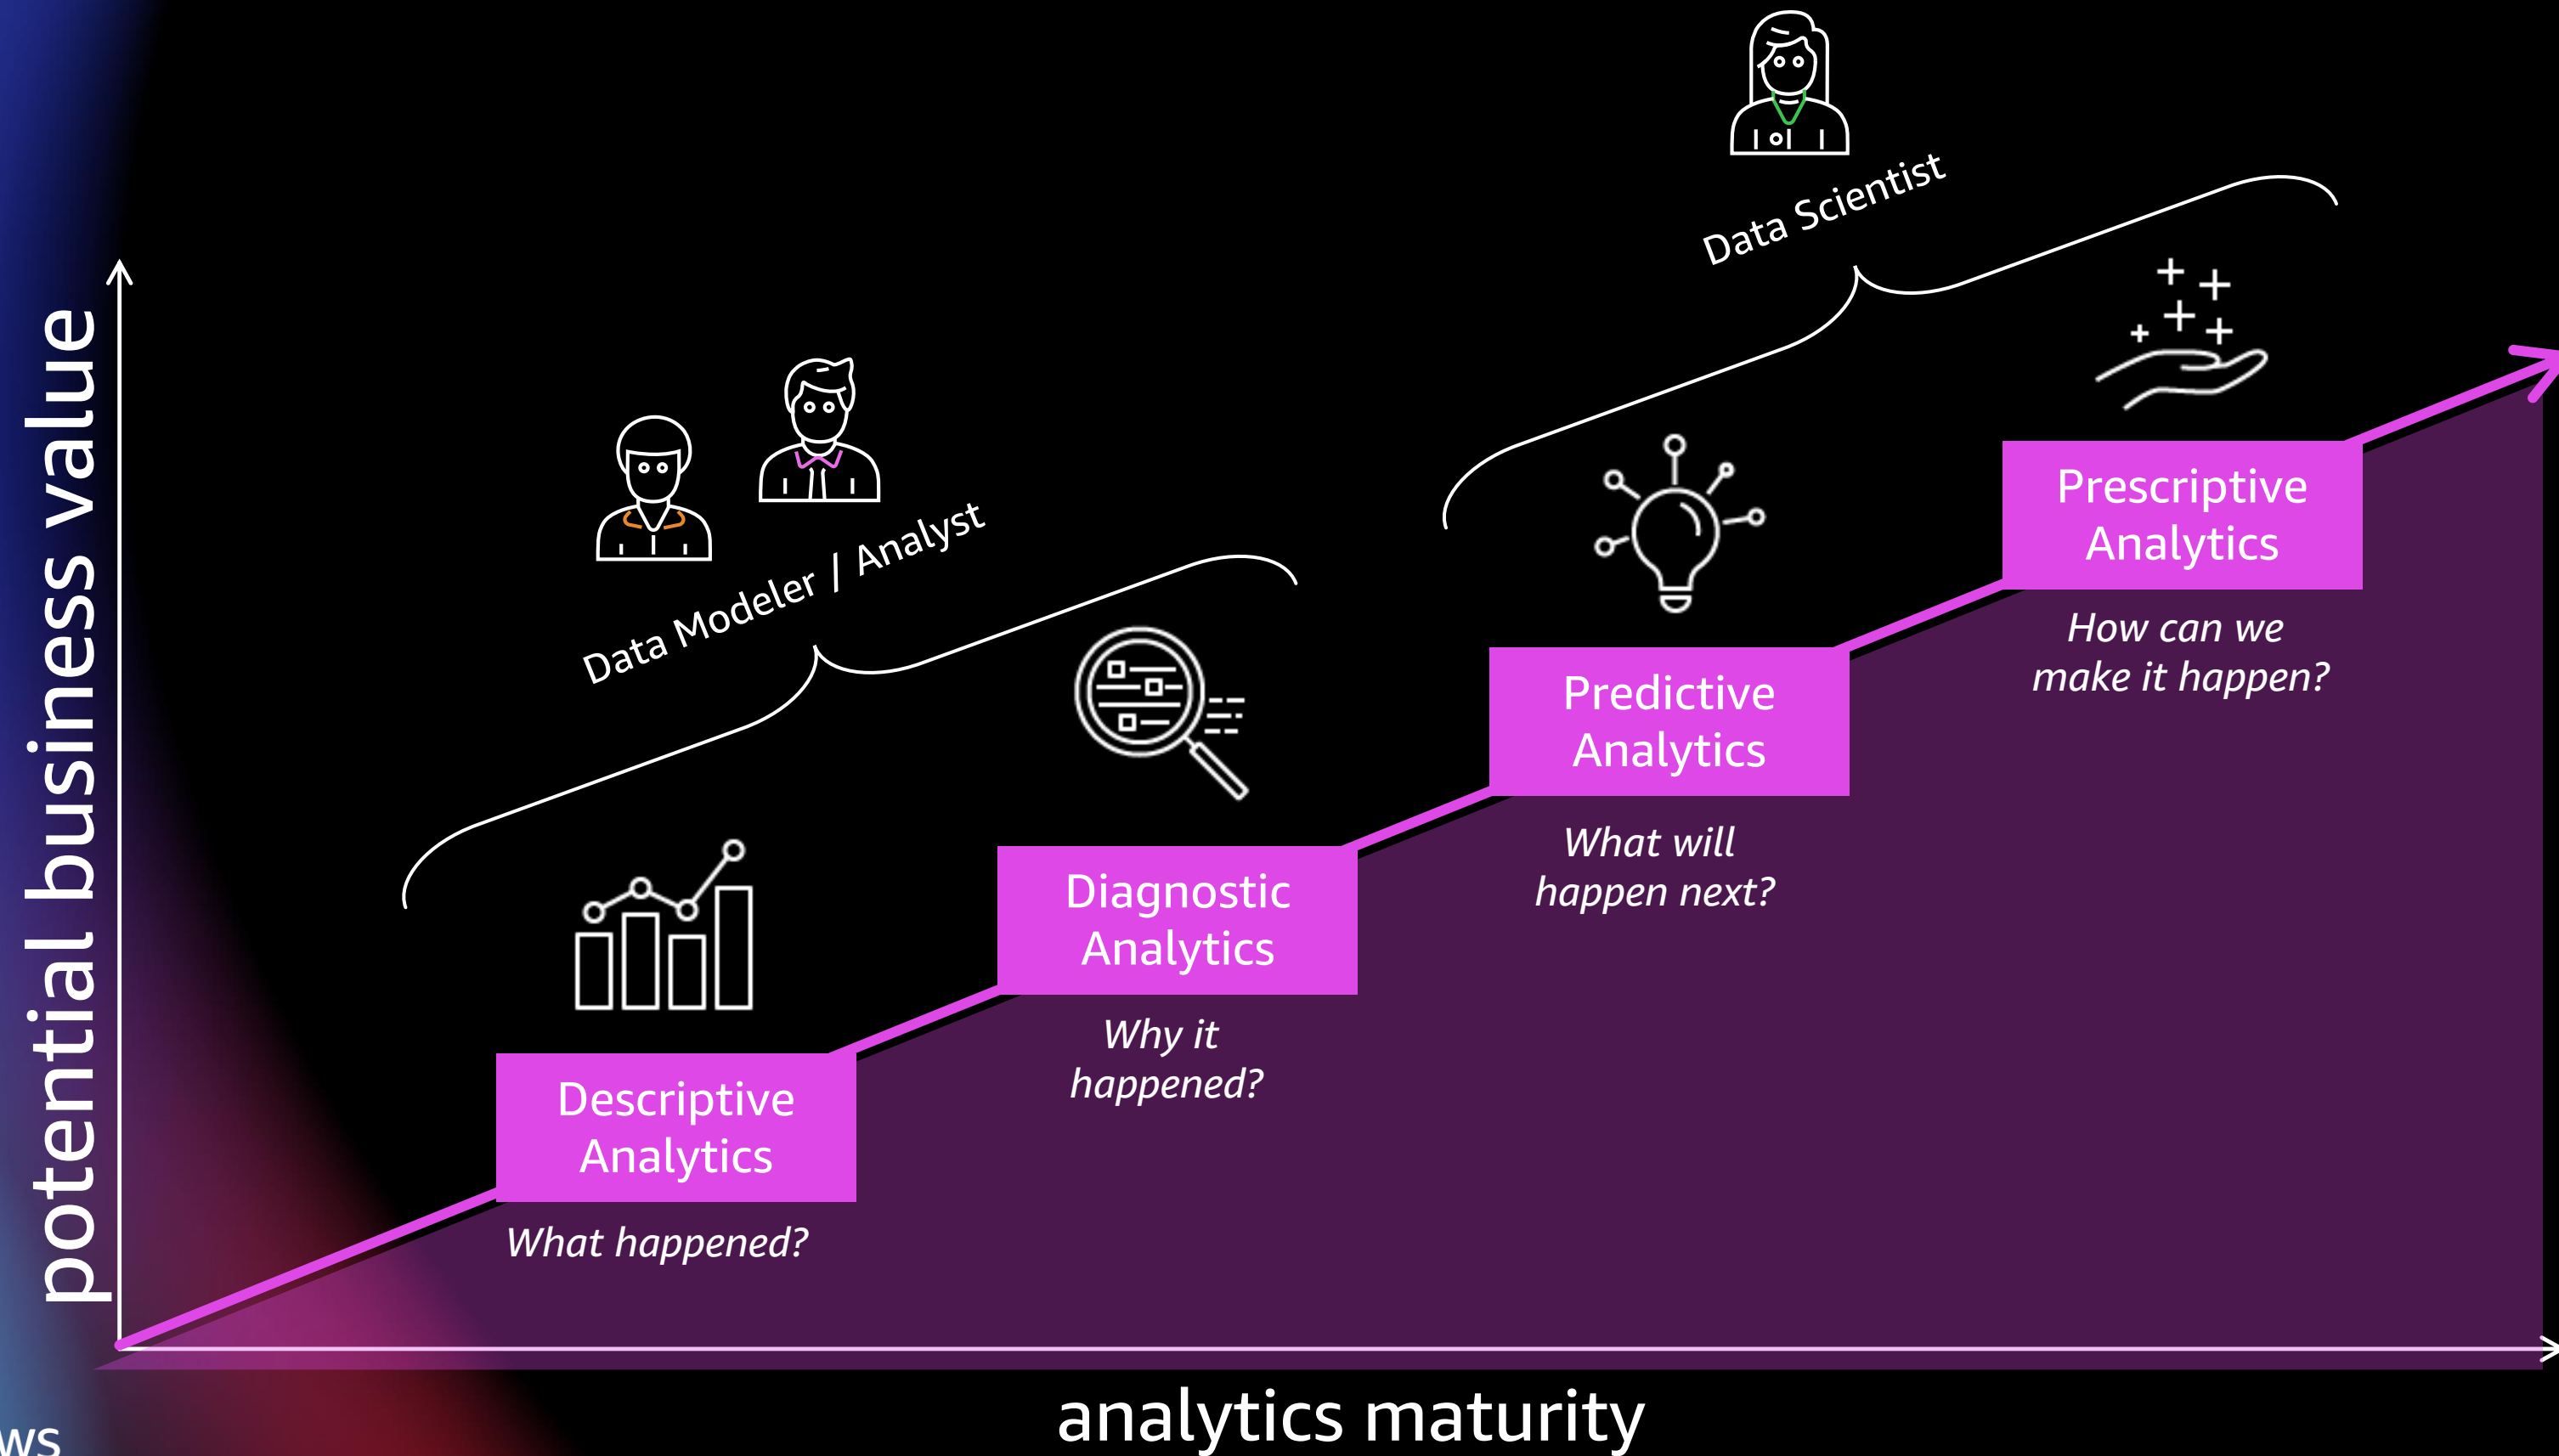 potential business value
Data Scientist
Data Modeler / Analyst
Prescriptive
Analytics
How can we
make it happen?
Predictive
Analytics
What will
happen next?
Diagnostic
Analytics
Why it
happened?
Descriptive
Analytics
What happened?
analytics maturity
ws